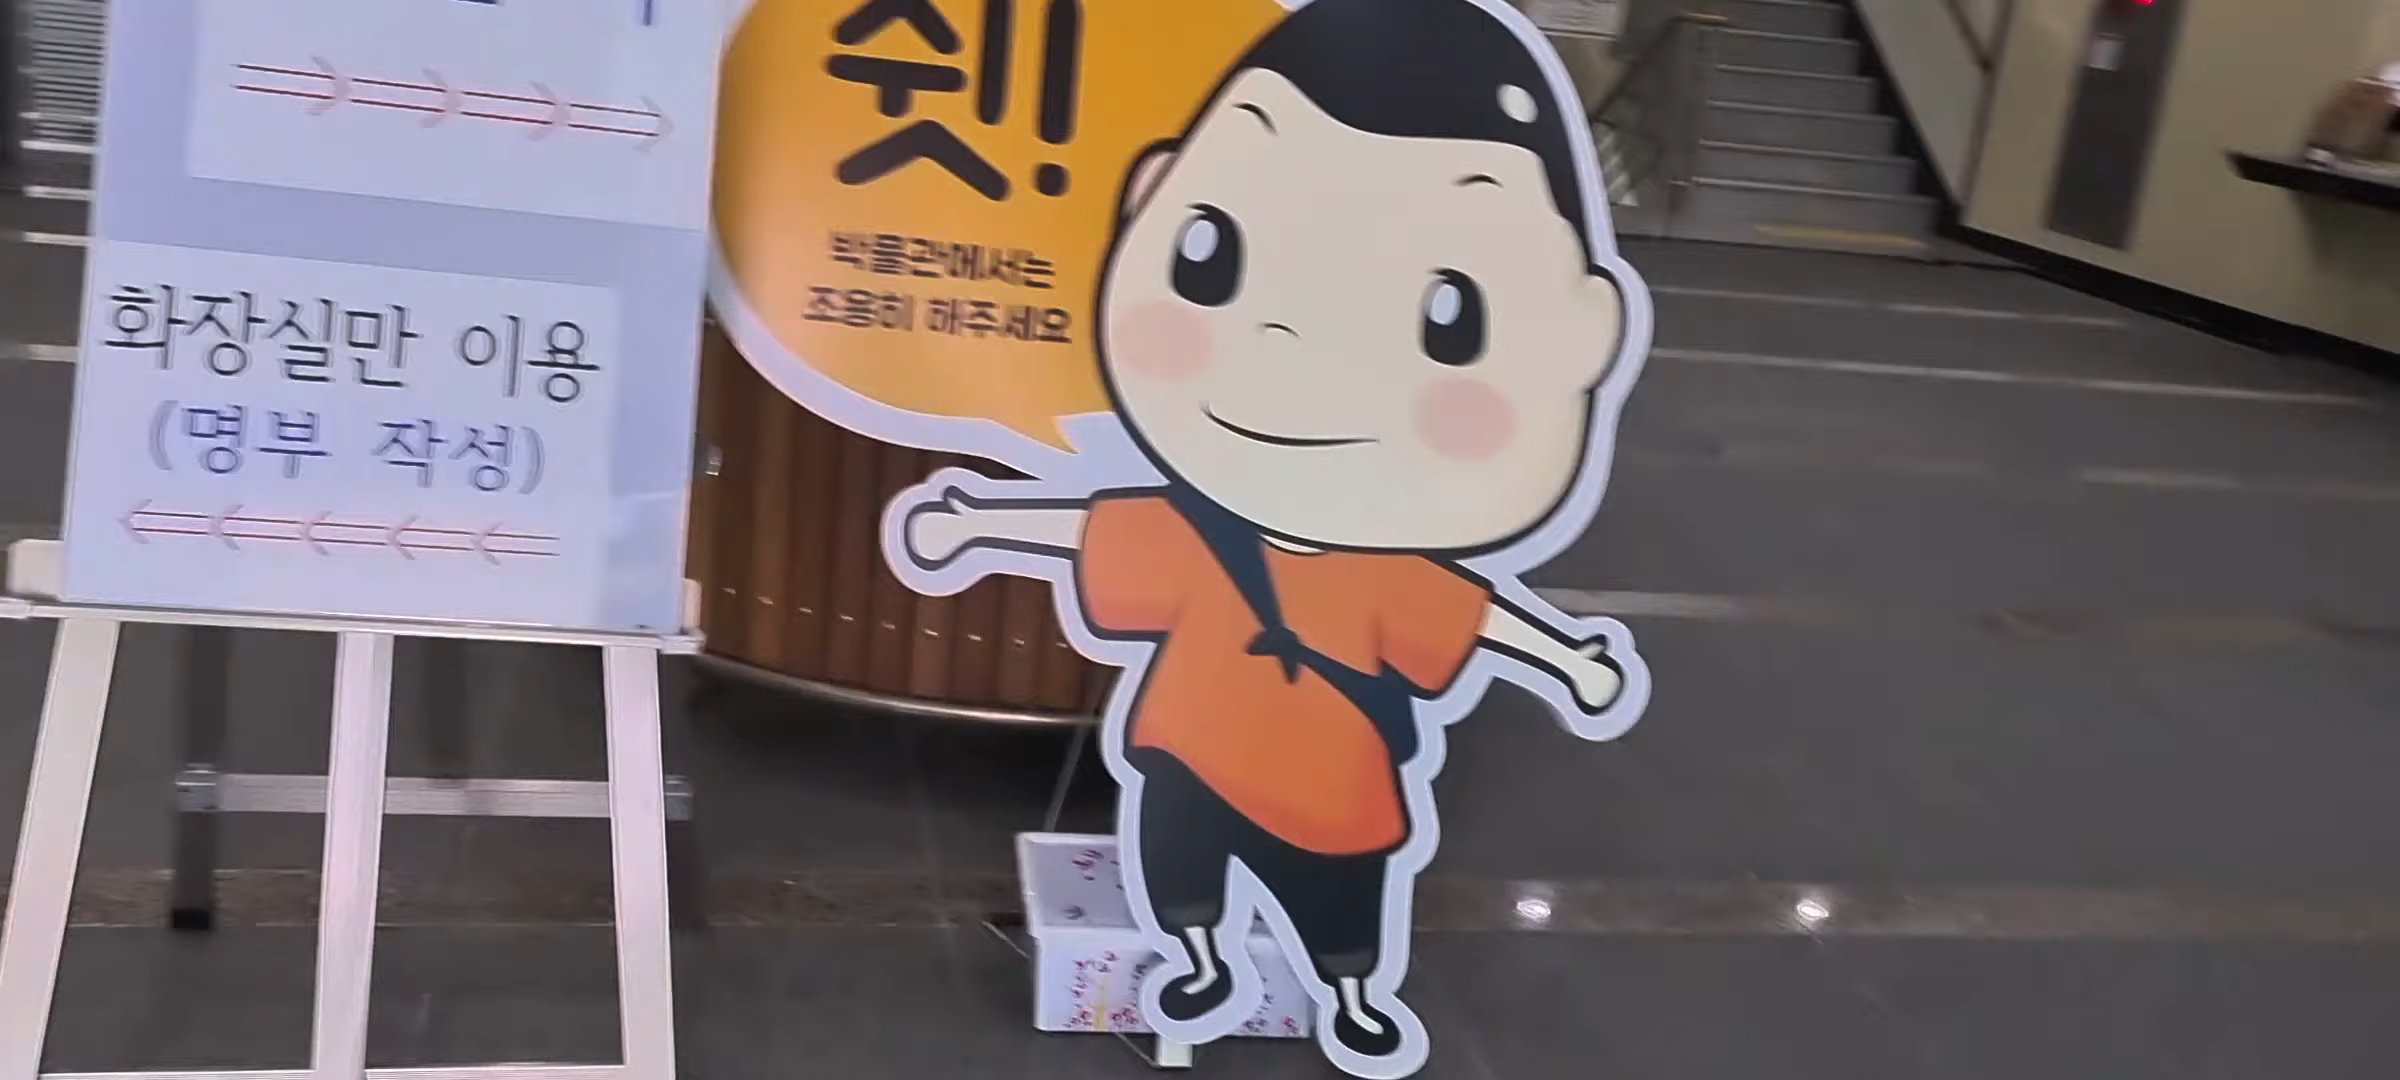 화장실만 이용
(명부 작성)
쉿!
박물관에서는
조용히 하주세요